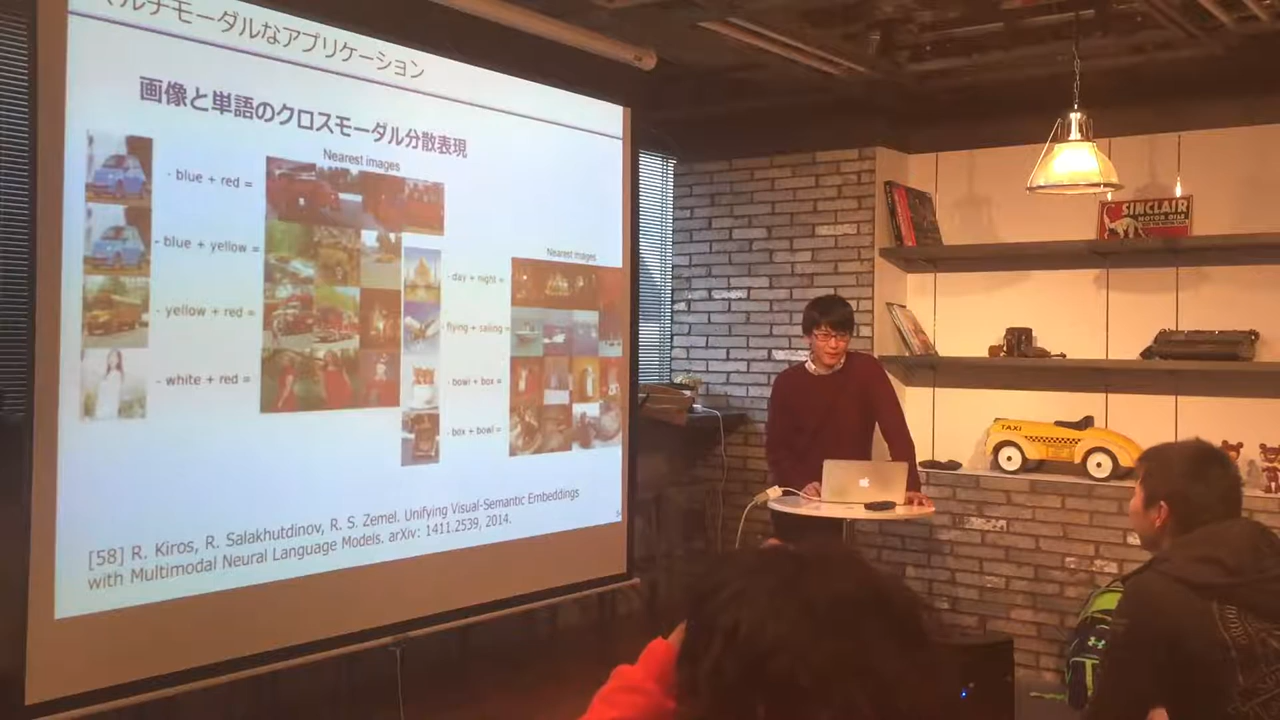 マルチモーダルなアプリケーション
画像と単語のクロスモーダル分散表現
Nearest images
- blue + red =
- blue + yellow =
- yellow + red =
- white + red =
Nearest images
- day + night =
- flying + sailing =
- bowl + box =
- box + bowl =
[58] R. Kiros, R. Salakhutdinov, R. S. Zemel. Unifying Visual-Semantic Embeddings
with Multimodal Neural Language Models. arXiv: 1411.2539, 2014.
SINCLAIR
MOTOR OILS
TAXI